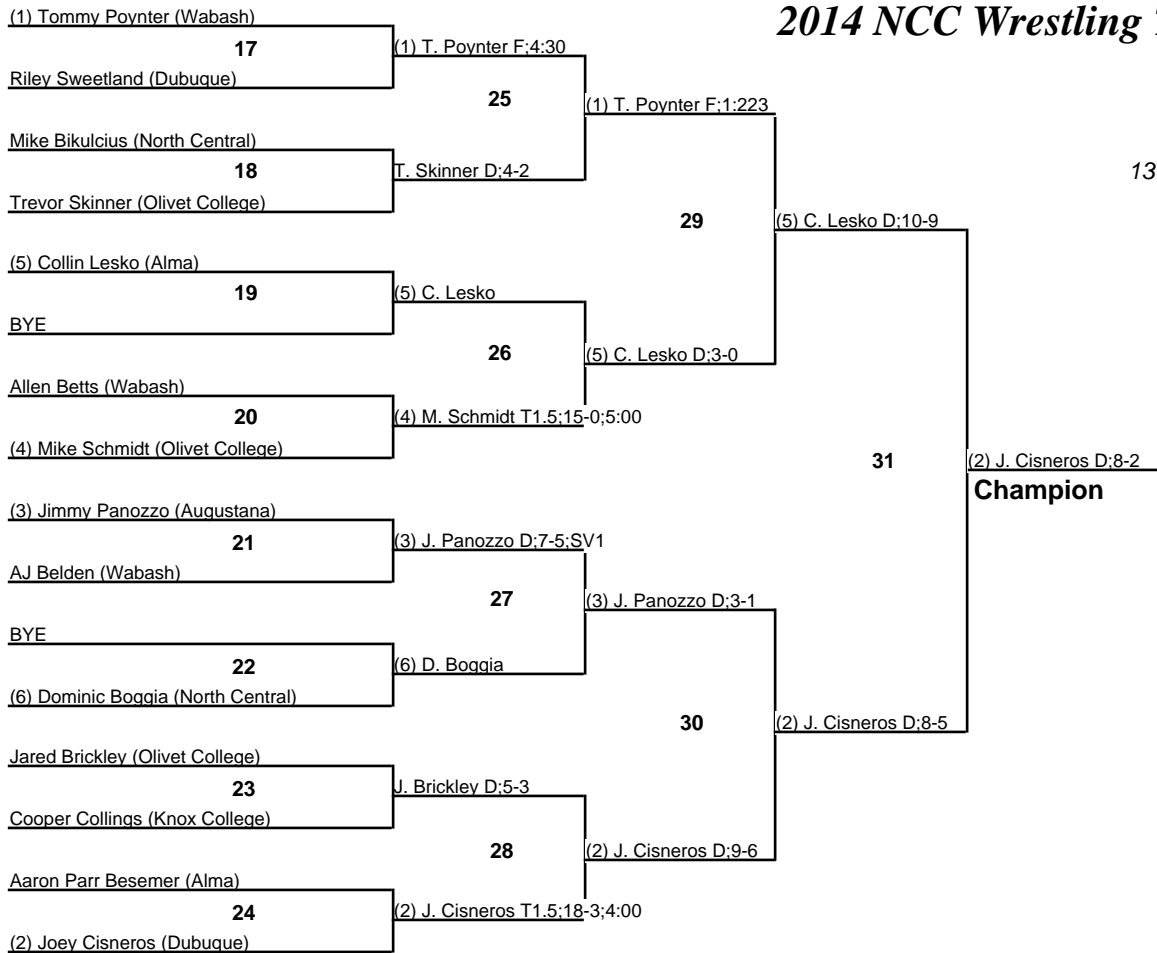 (1) Tommy Poynter (Wabash)
2014 NCC Wrestling
17
(1) T. Poynter F;4:30
Riley Sweetland (Dubuque)
25
(1) T. Poynter F;1:223
Mike Bikulcius (North Central)
18
T. Skinner D;4-2
13
Trevor Skinner (Olivet College)
29
(5) C. Lesko D;10-9
(5) Collin Lesko (Alma)
19
(5) C. Lesko
BYE
26
(5) C. Lesko D;3-0
Allen Betts (Wabash)
20
(4) M. Schmidt T1.5;15-0;5:00
(4) Mike Schmidt (Olivet College)
31
(2) J. Cisneros D;8-2
Champion
(3) Jimmy Panozzo (Augustana)
21
(3) J. Panozzo D;7-5;SV1
AJ Belden (Wabash)
27
(3) J. Panozzo D;3-1
BYE
22
(6) D. Boggia
(6) Dominic Boggia (North Central)
30
(2) J. Cisneros D;8-5
Jared Brickley (Olivet College)
23
J. Brickley D;5-3
Cooper Collings (Knox College)
28
(2) J. Cisneros D;9-6
Aaron Parr Besemer (Alma)
24
(2) J. Cisneros T1.5;18-3;4:00
(2) Joey Cisneros (Dubuque)